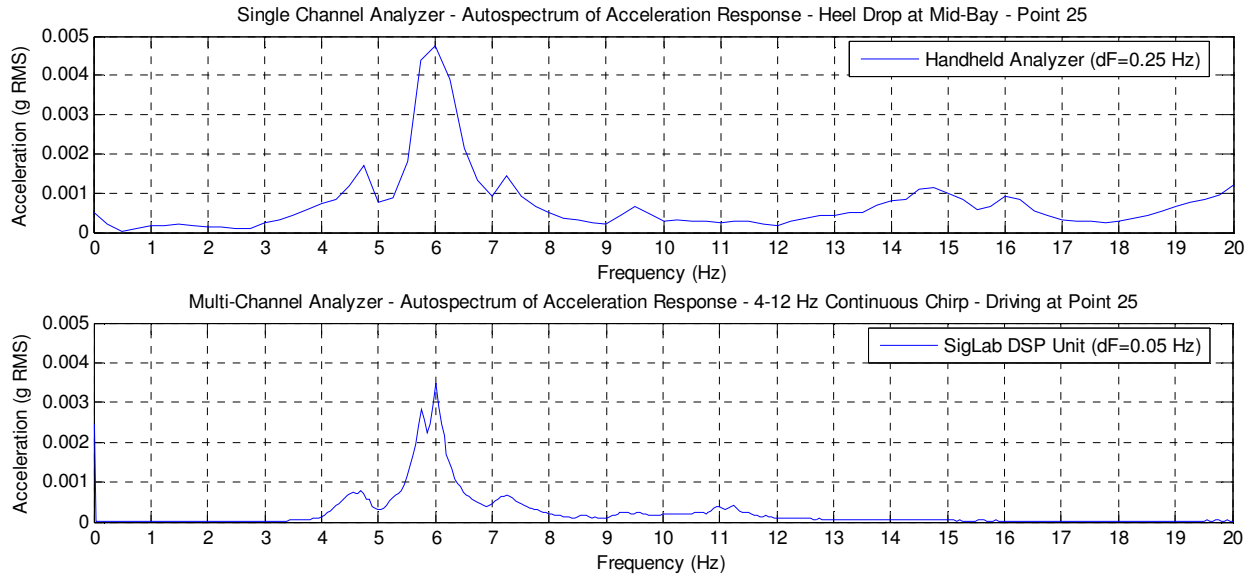 Single Channel Analyzer - Autospectrum of Acceleration Response - Heel Drop at Mid-Bay - Point 25
Acceleration (g RMS)
0.005
0.004
0.003
0.002
0.001
0
Handheld Analyzer (dF=0.25 Hz)
0 1 2 3 4 5 6 7 8 9 10 11 12 13 14 15 16 17 18 19 20
Frequency (Hz)
Multi-Channel Analyzer - Autospectrum of Acceleration Response - 4-12 Hz Continuous Chirp - Driving at Point 25
Acceleration (g RMS)
0.005
0.004
0.003
0.002
0.001
0
SigLab DSP Unit (dF=0.05 Hz)
0 1 2 3 4 5 6 7 8 9 10 11 12 13 14 15 16 17 18 19 20
Frequency (Hz)